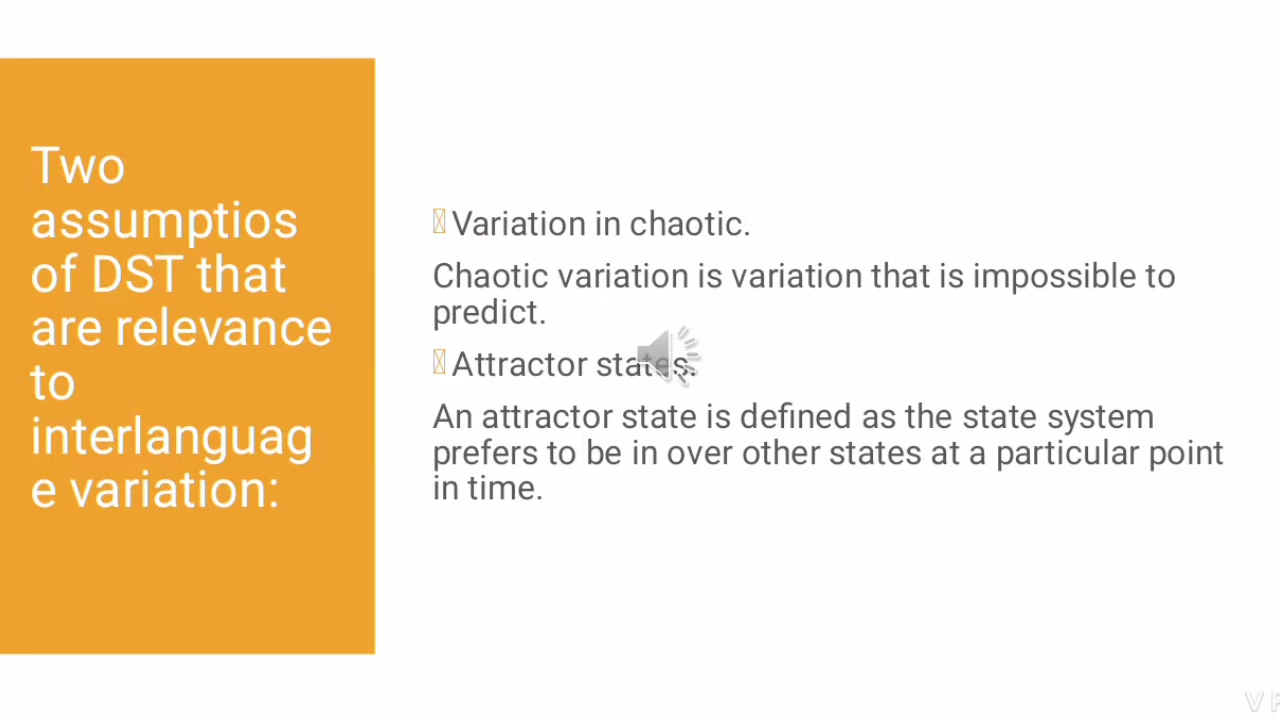 Two
assumptios
of DST that
are relevance
to
interlanguag
e variation:
Variation in chaotic.
Chaotic variation is variation that is impossible to
predict.
Attractor states.
An attractor state is defined as the state system
prefers to be in over other states at a particular point
in time.